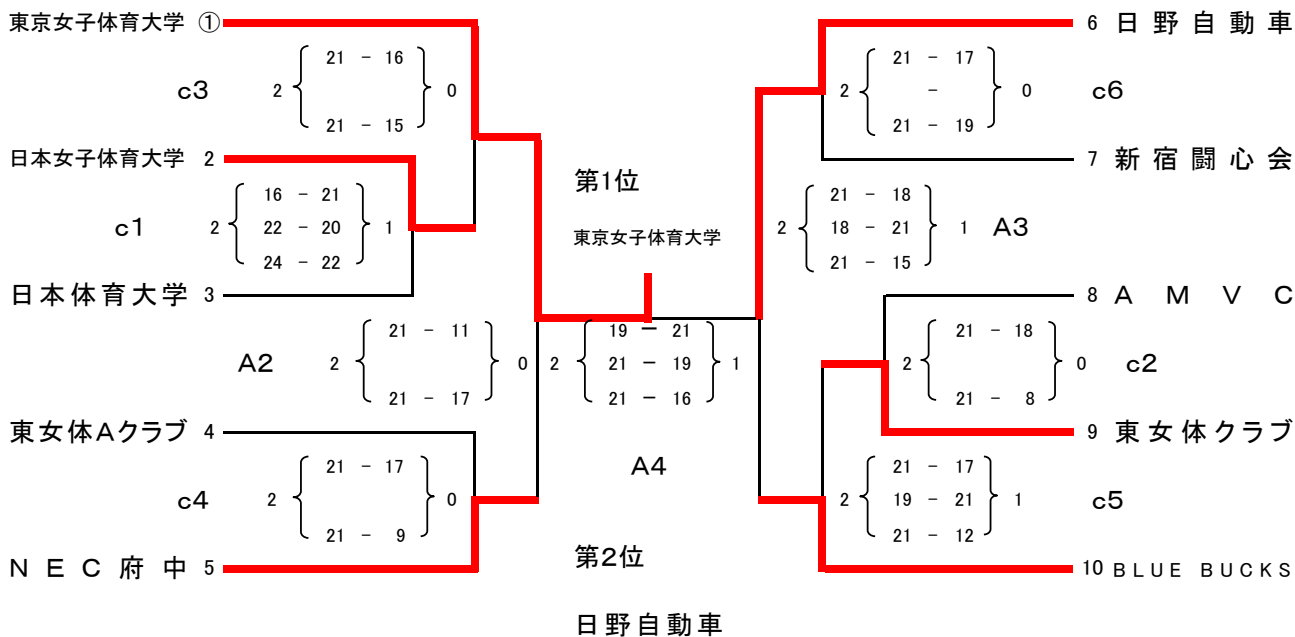 東京女子体育大学 ①
21 － 16
c3 2 0
21 － 15
日本女子体育大学 2
16 － 21
c1 2 22 － 20 1
24 － 22
日本体育大学 3
21 － 11
A2 2 0
21 － 17
東女体Aクラブ 4
21 － 17
c4 2 0
21 － 9
NEC府中 5
第1位
東京女子体育大学
19 － 21
2 21 － 19 1
21 － 16
A4
第2位
日野自動車
6 日野自動車
21 － 17
2 － 0 c6
21 － 19
7 新宿闘心会
21 － 18
2 18 － 21 1 A3
21 － 15
8 AMVC
21 － 18
2 0 c2
21 － 8
9 東女体クラブ
21 － 17
2 19 － 21 1 c5
21 － 12
10 BLUE BUCKS